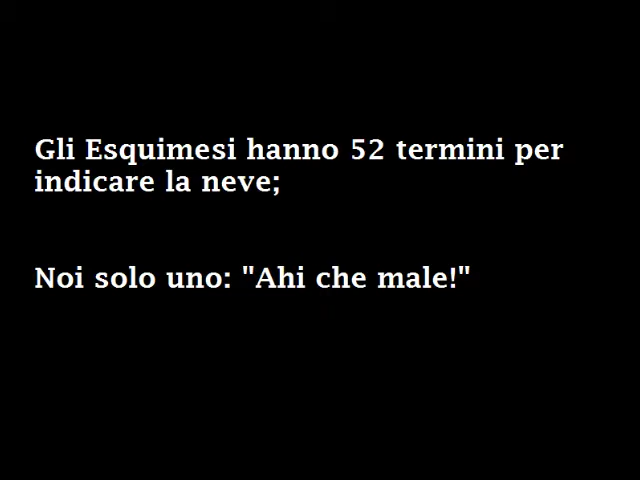 Gli Esquimesi hanno 52 termini per
indicare la neve;
Noi solo uno: "Ahi che male!"